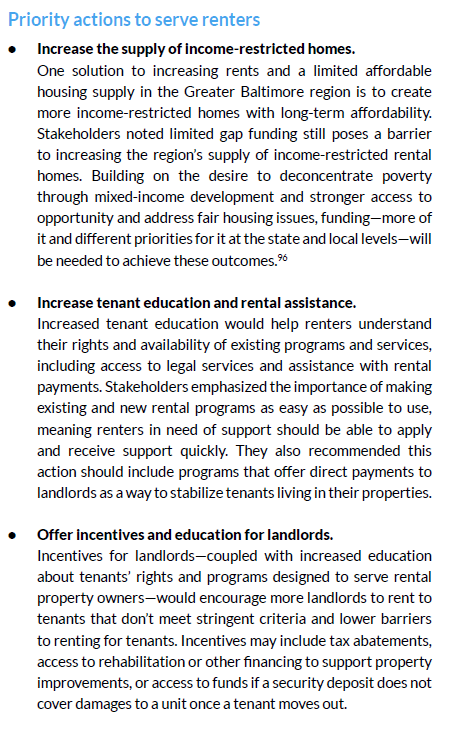 Priority actions to serve renters
● Increase the supply of income-restricted homes.
One solution to increasing rents and a limited affordable
housing supply in the Greater Baltimore region is to create
more income-restricted homes with long-term affordability.
Stakeholders noted limited gap funding still poses a barrier
to increasing the region’s supply of income-restricted rental
homes. Building on the desire to deconcentrate poverty
through mixed-income development and stronger access to
opportunity and address fair housing issues, funding—more of
it and different priorities for it at the state and local levels—will
be needed to achieve these outcomes.⁹⁶
● Increase tenant education and rental assistance.
Increased tenant education would help renters understand
their rights and availability of existing programs and services,
including access to legal services and assistance with rental
payments. Stakeholders emphasized the importance of making
existing and new rental programs as easy as possible to use,
meaning renters in need of support should be able to apply
and receive support quickly. They also recommended this
action should include programs that offer direct payments to
landlords as a way to stabilize tenants living in their properties.
● Offer incentives and education for landlords.
Incentives for landlords—coupled with increased education
about tenants’ rights and programs designed to serve rental
property owners—would encourage more landlords to rent to
tenants that don’t meet stringent criteria and lower barriers
to renting for tenants. Incentives may include tax abatements,
access to rehabilitation or other financing to support property
improvements, or access to funds if a security deposit does not
cover damages to a unit once a tenant moves out.